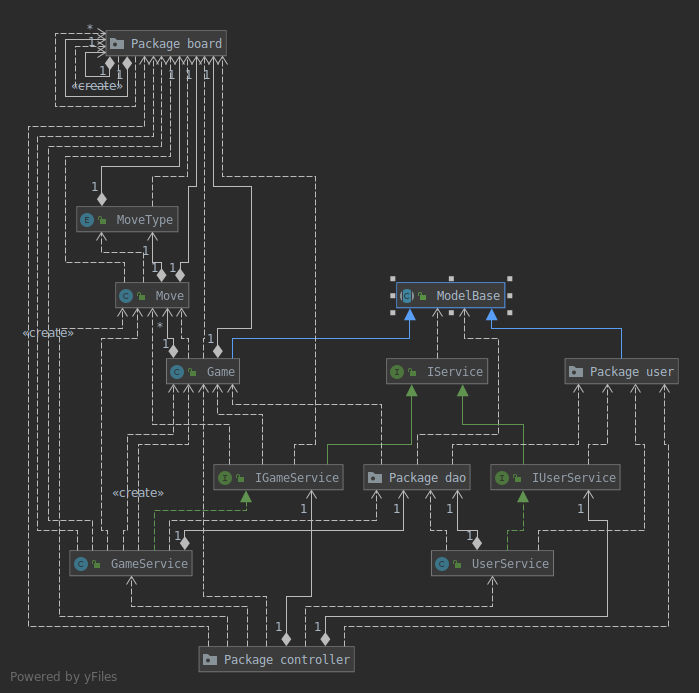 *
Package board
1
1
1
1
1
1
«create»
1
E MoveType
1
1
1
C Move
C ModelBase
*
«create»
1
1
C Game
I IService
Package user
I IGameService
Package dao
I IUserService
«create»
1
1
1
1
1
1
C GameService
C UserService
1
1
Package controller
Powered by yFiles